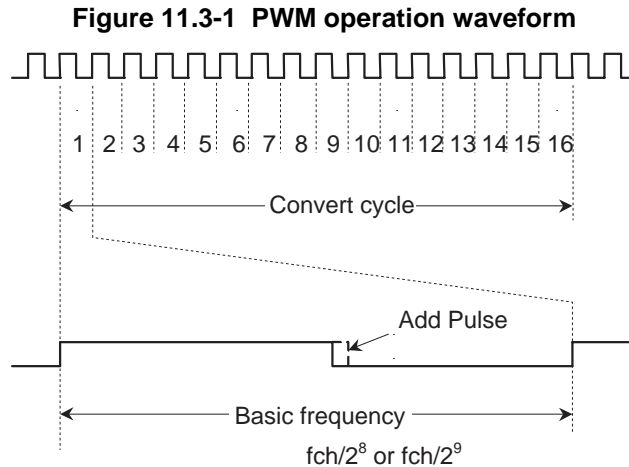 Figure 11.3-1 PWM operation waveform
1 2 3 4 5 6 7 8 9 10 11 12 13 14 15 16
Convert cycle
Add Pulse
Basic frequency
fch/2⁸ or fch/2⁹